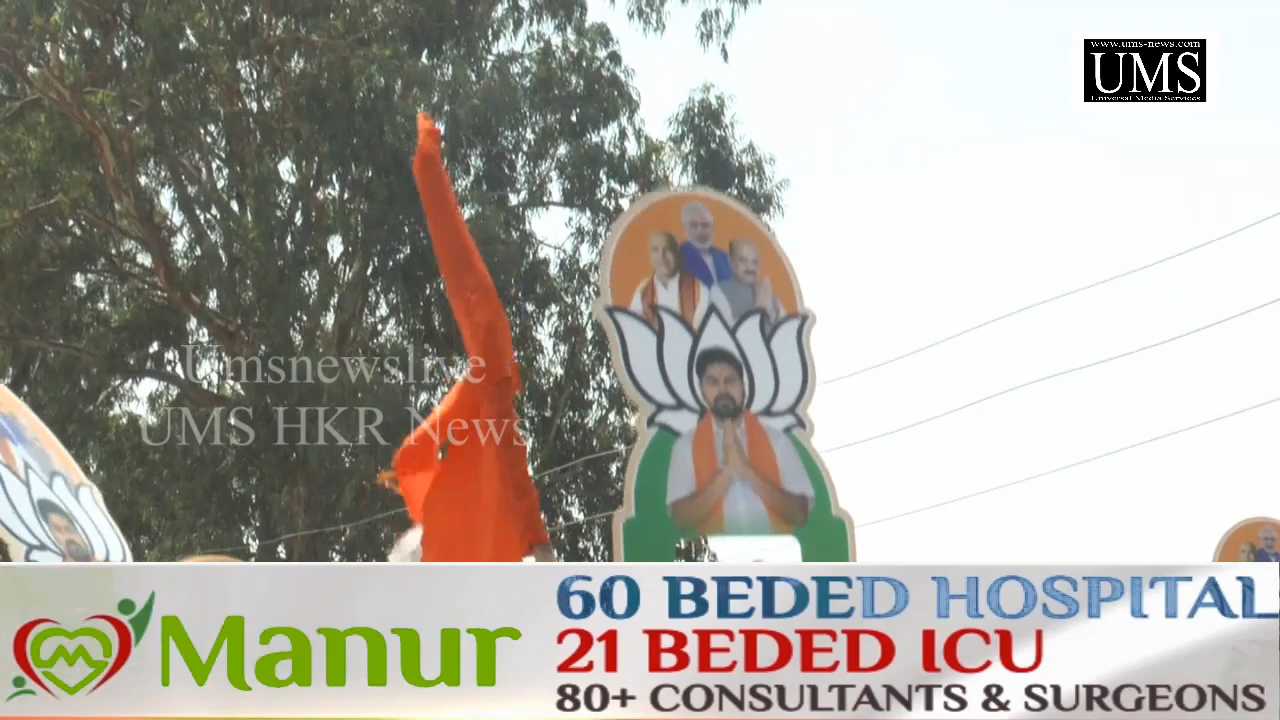 www.ums-news.com
UMS
Universal Media Services
Umsnewslive
UMS HKR News
Manur
60 BEDED HOSPITAL
21 BEDED ICU
80+ CONSULTANTS & SURGEONS